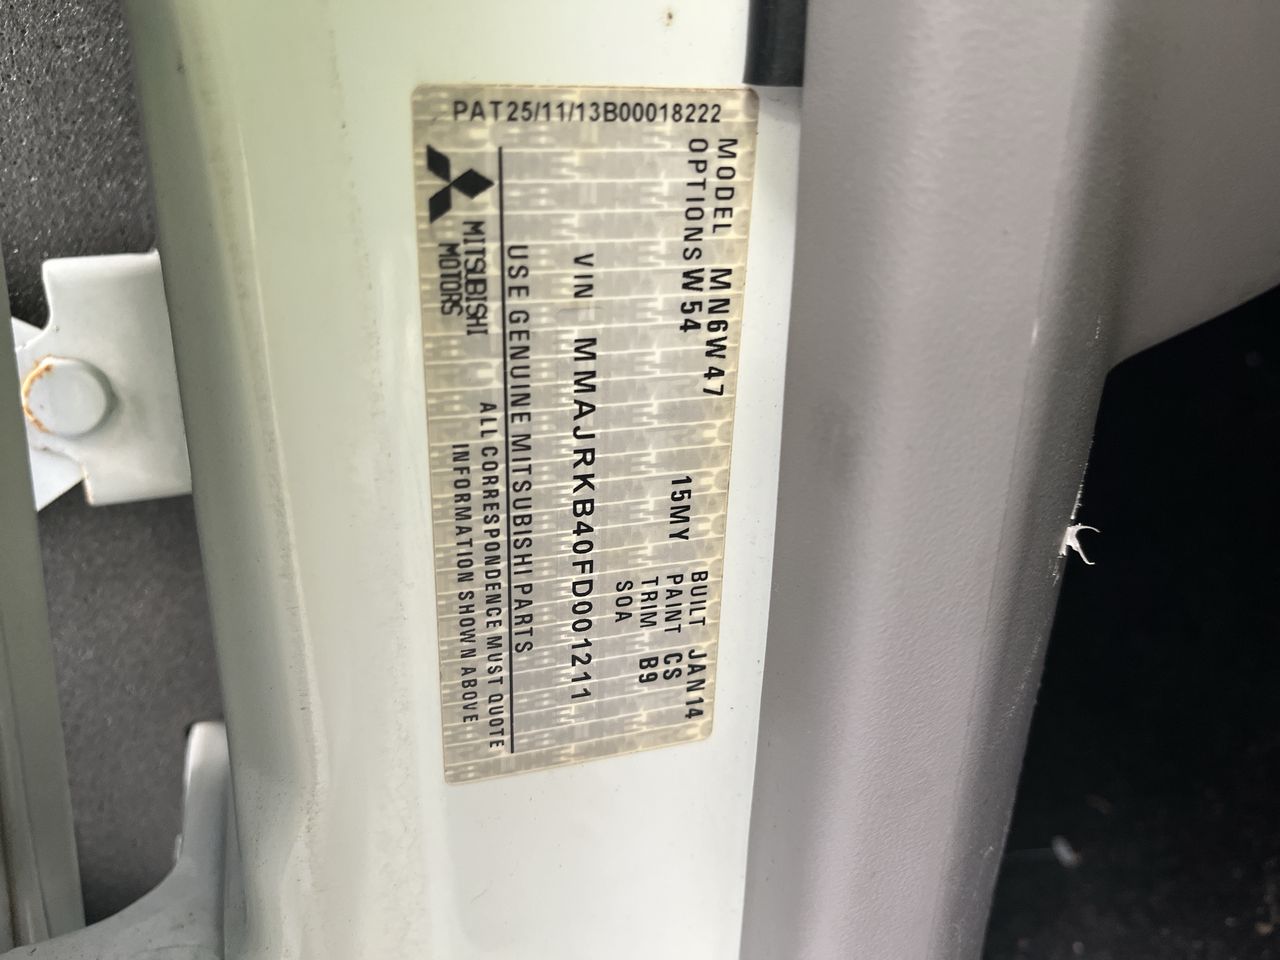 PAT25/11/13B00018222
MODEL MN6W47
OPTIONS W54
15MY
BUILT JAN14
PAINT CS
TRIM B9
SOA
VIN MMAJRKB40FD001211
USE GENUINE MITSUBISHI PARTS
MITSUBISHI
MOTORS
ALL CORRESPONDENCE MUST QUOTE
INFORMATION SHOWN ABOVE